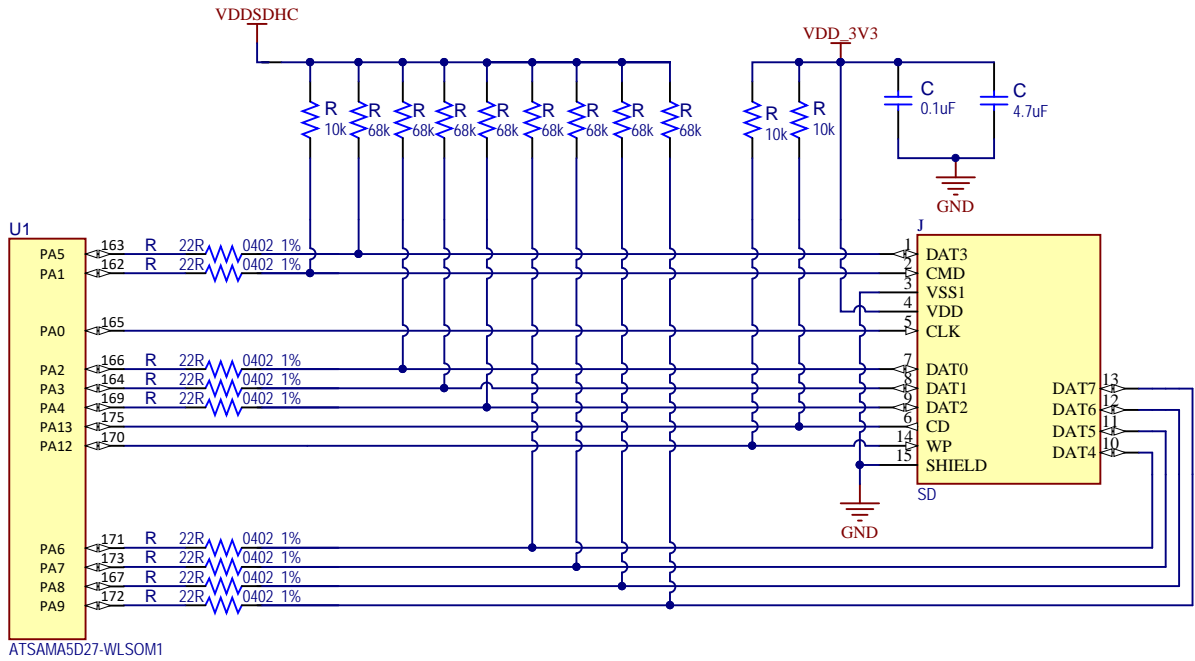 VDDSDHC
VDD_3V3
R 10k
R 68k
R 68k
R 68k
R 68k
R 68k
R 68k
R 68k
R 68k
R 10k
R 10k
C 0.1uF
C 4.7uF
GND
U1
J
PA5 163 R 22R 0402 1%
PA1 162 R 22R 0402 1%
PA0 165
PA2 166 R 22R 0402 1%
PA3 164 R 22R 0402 1%
PA4 169 R 22R 0402 1%
PA13 175
PA12 170
PA6 171 R 22R 0402 1%
PA7 173 R 22R 0402 1%
PA8 167 R 22R 0402 1%
PA9 172 R 22R 0402 1%
ATSAMA5D27-WLSOM1
1 DAT3
2 CMD
3 VSS1
4 VDD
5 CLK
7 DAT0
8 DAT1
9 DAT2
6 CD
14 WP
15 SHIELD
DAT7 13
DAT6 12
DAT5 11
DAT4 10
SD
GND